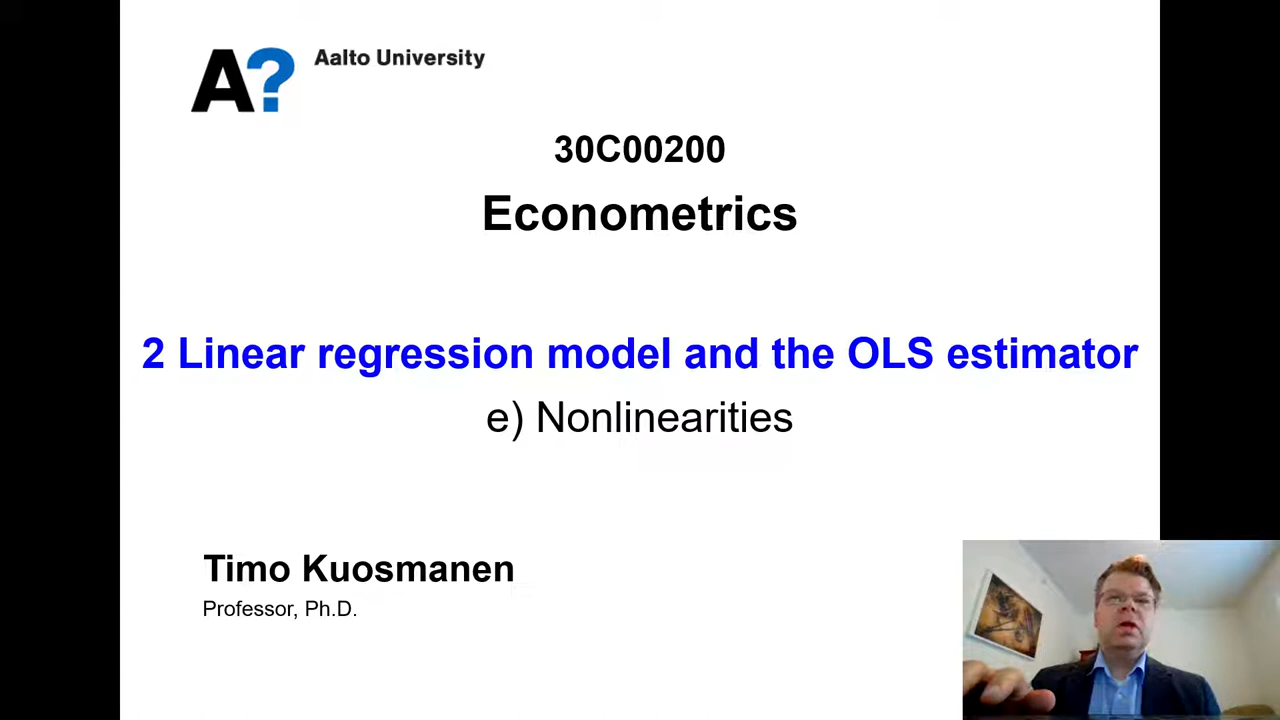 A?
Aalto University
30C00200
Econometrics
2 Linear regression model and the OLS estimator
e) Nonlinearities
Timo Kuosmanen
Professor, Ph.D.